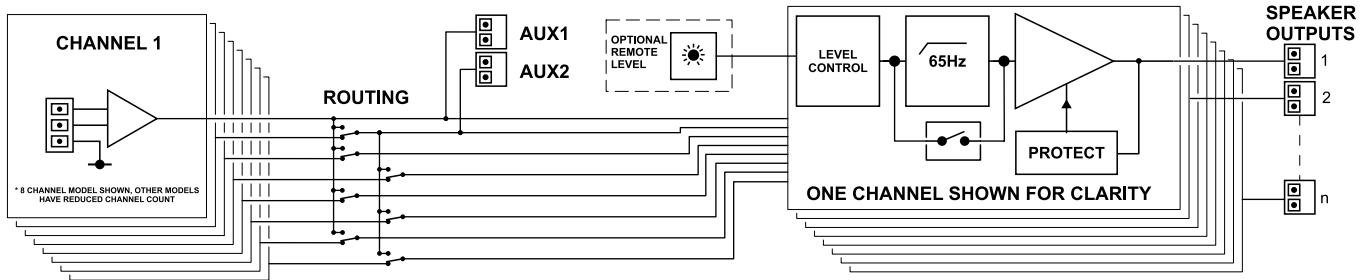 CHANNEL 1
* 8 CHANNEL MODEL SHOWN, OTHER MODELS
HAVE REDUCED CHANNEL COUNT
ROUTING
AUX1
AUX2
OPTIONAL
REMOTE
LEVEL
LEVEL
CONTROL
65Hz
PROTECT
ONE CHANNEL SHOWN FOR CLARITY
SPEAKER
OUTPUTS
1
2
n